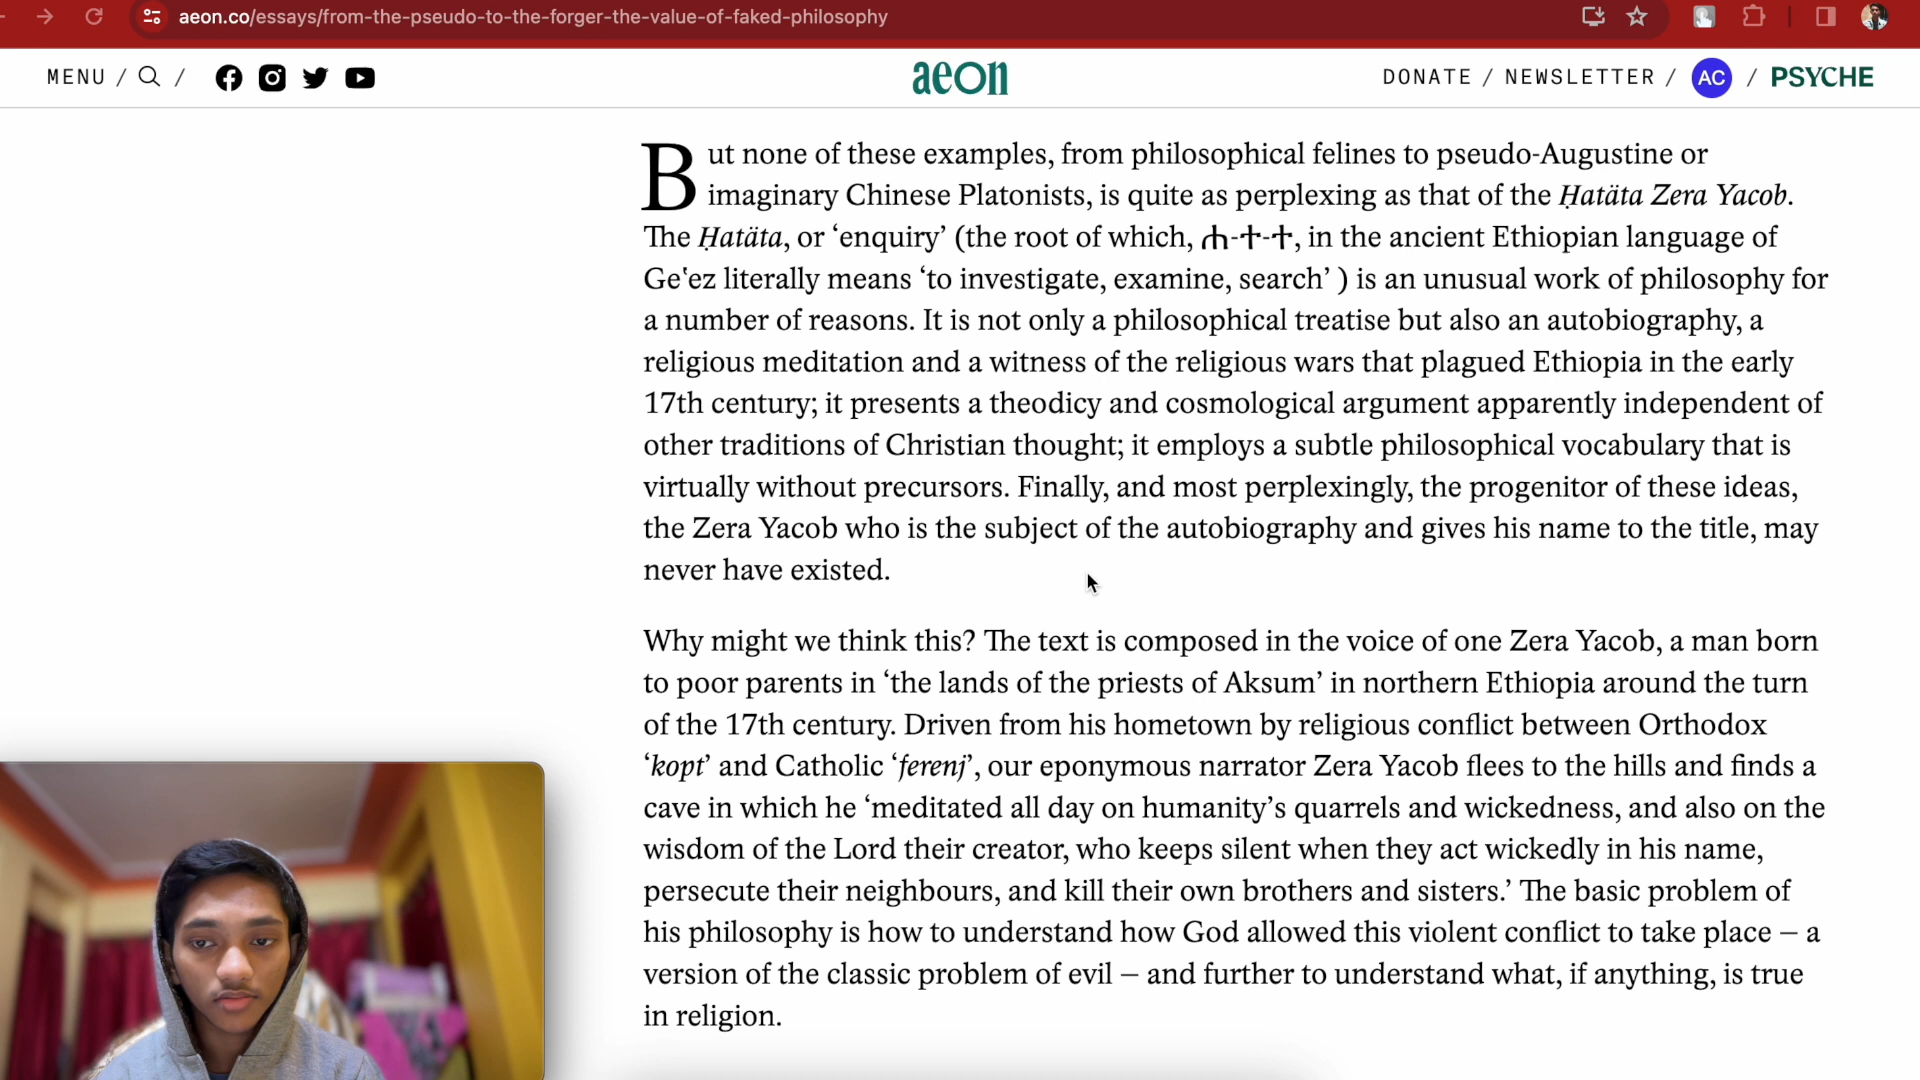 aeon.co/essays/from-the-pseudo-to-the-forger-the-value-of-faked-philosophy
MENU / /
aeon
DONATE / NEWSLETTER / AC / PSYCHE
But none of these examples, from philosophical felines to pseudo-Augustine or
imaginary Chinese Platonists, is quite as perplexing as that of the Ḥatäta Zera Yacob.
The Ḥatäta, or ‘enquiry’ (the root of which, ሐ-ተ-ተ, in the ancient Ethiopian language of
Geʽez literally means ‘to investigate, examine, search’ ) is an unusual work of philosophy for
a number of reasons. It is not only a philosophical treatise but also an autobiography, a
religious meditation and a witness of the religious wars that plagued Ethiopia in the early
17th century; it presents a theodicy and cosmological argument apparently independent of
other traditions of Christian thought; it employs a subtle philosophical vocabulary that is
virtually without precursors. Finally, and most perplexingly, the progenitor of these ideas,
the Zera Yacob who is the subject of the autobiography and gives his name to the title, may
never have existed.
Why might we think this? The text is composed in the voice of one Zera Yacob, a man born
to poor parents in ‘the lands of the priests of Aksum’ in northern Ethiopia around the turn
of the 17th century. Driven from his hometown by religious conflict between Orthodox
‘kopt’ and Catholic ‘ferenj’, our eponymous narrator Zera Yacob flees to the hills and finds a
cave in which he ‘meditated all day on humanity’s quarrels and wickedness, and also on the
wisdom of the Lord their creator, who keeps silent when they act wickedly in his name,
persecute their neighbours, and kill their own brothers and sisters.’ The basic problem of
his philosophy is how to understand how God allowed this violent conflict to take place – a
version of the classic problem of evil – and further to understand what, if anything, is true
in religion.